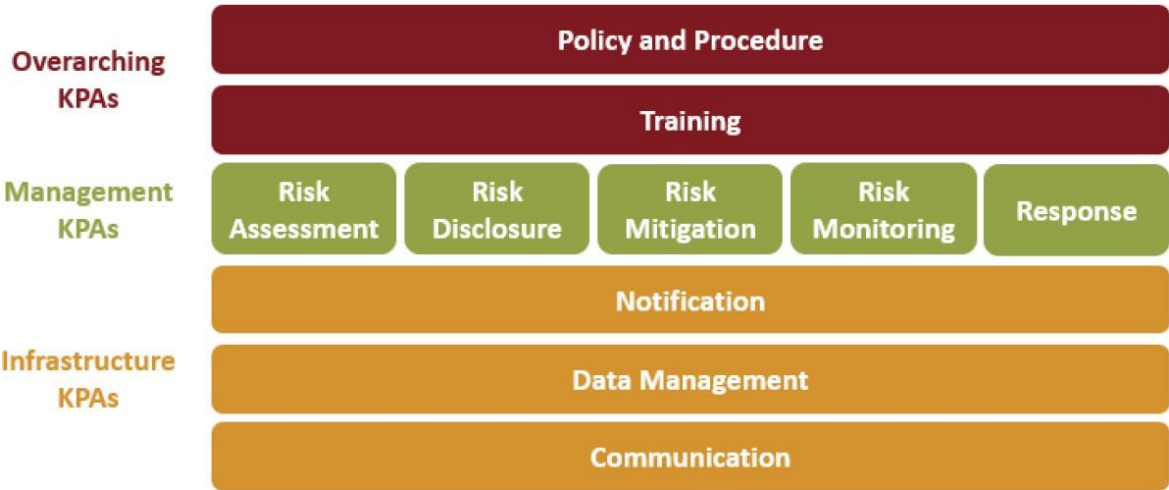 Overarching
KPAs
Policy and Procedure
Training
Management
KPAs
Risk
Assessment
Risk
Disclosure
Risk
Mitigation
Risk
Monitoring
Response
Infrastructure
KPAs
Notification
Data Management
Communication